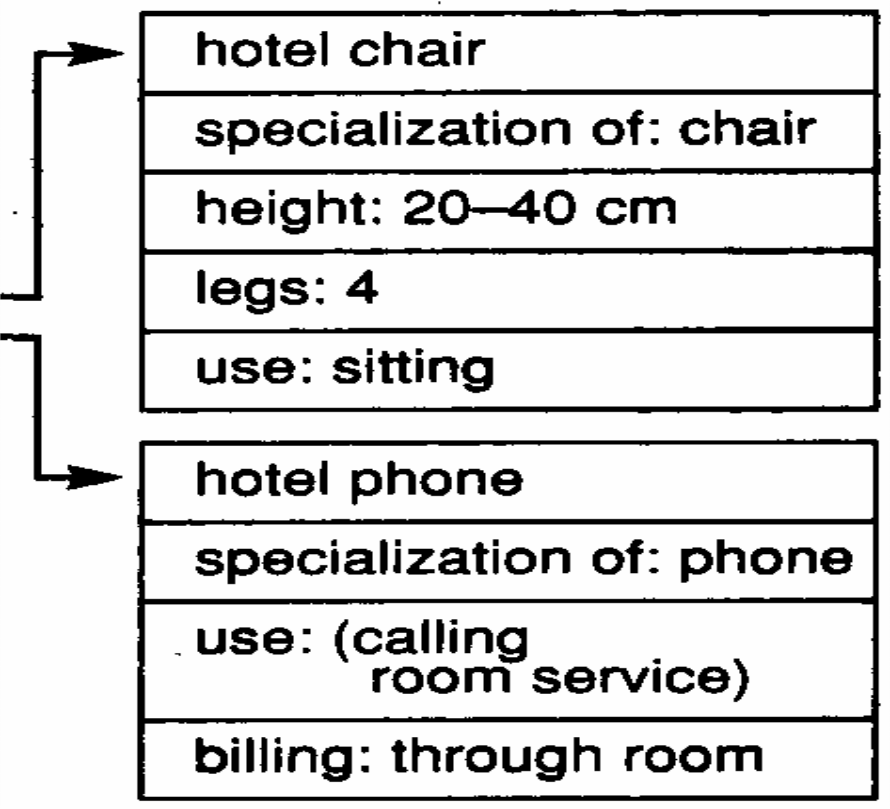 hotel chair
specialization of: chair
height: 20–40 cm
legs: 4
use: sitting
hotel phone
specialization of: phone
use: (calling
room service)
billing: through room